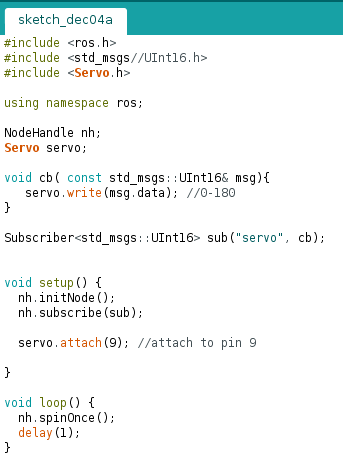 sketch_dec04a
#include <ros.h>
#include <std_msgs//UInt16.h>
#include <Servo.h>
using namespace ros;
NodeHandle nh;
Servo servo;
void cb( const std_msgs::UInt16& msg){
servo.write(msg.data); //0-180
}
Subscriber<std_msgs::UInt16> sub("servo", cb);
void setup() {
nh.initNode();
nh.subscribe(sub);
servo.attach(9); //attach to pin 9
}
void loop() {
nh.spinOnce();
delay(1);
}